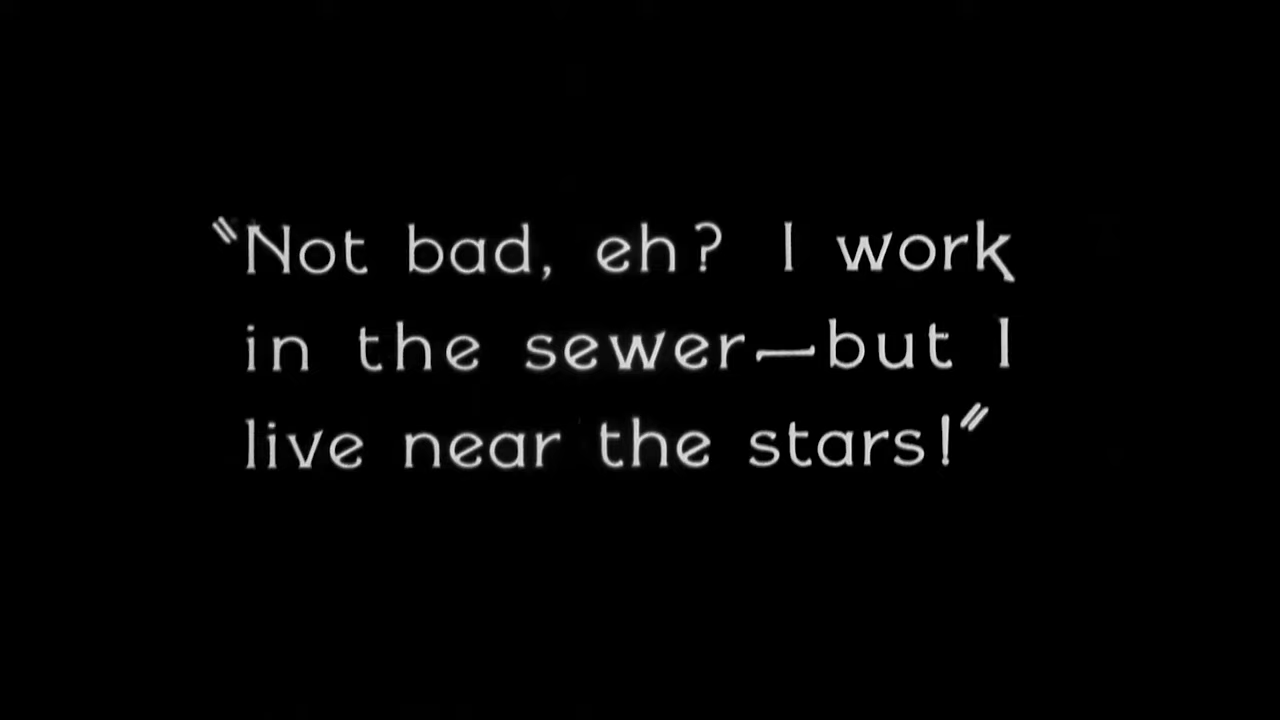 "Not bad, eh? I work
in the sewer—but I
live near the stars!"